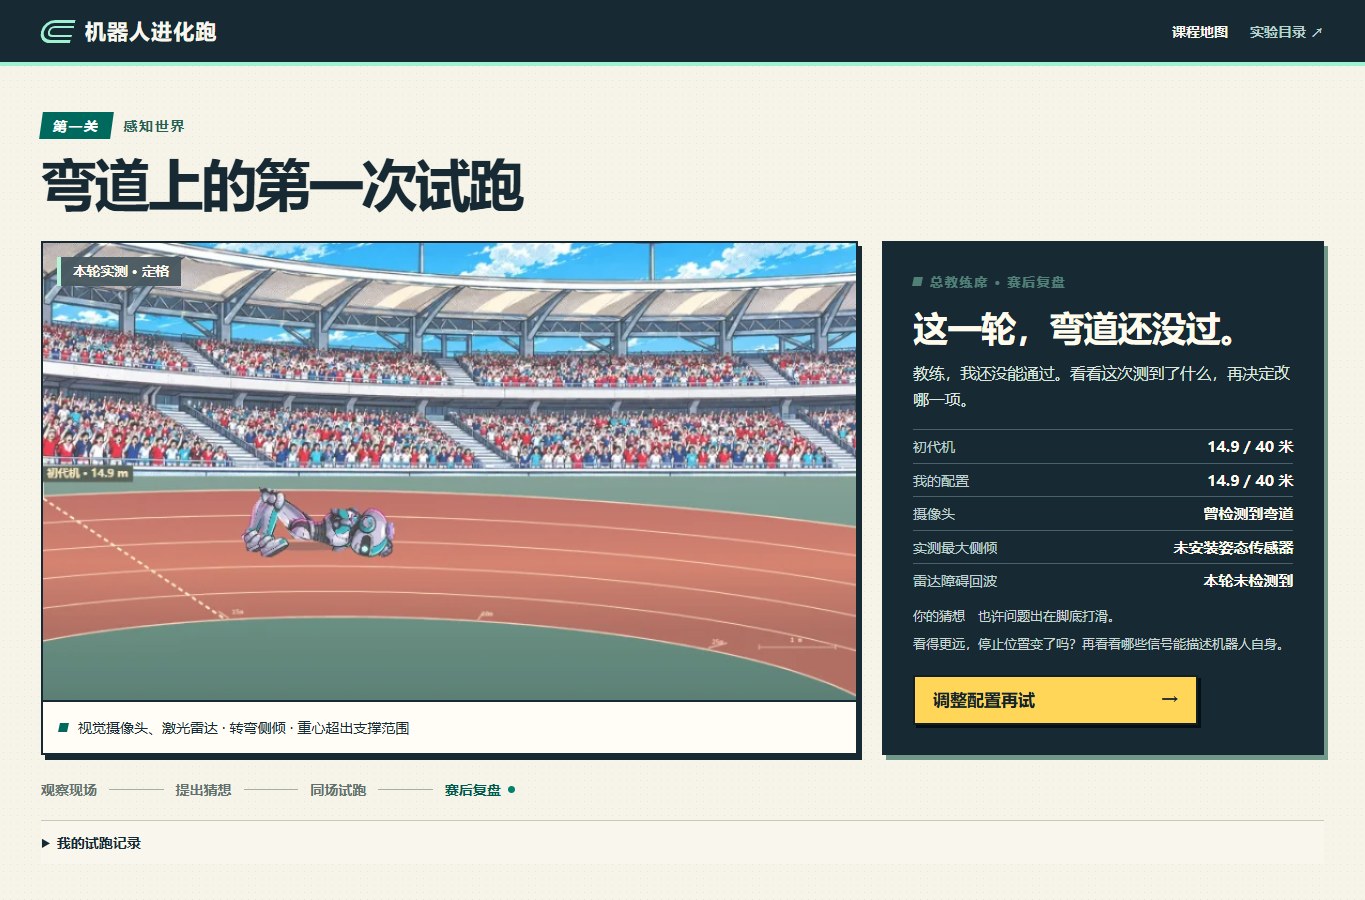 机器人进化跑
课程地图 实验目录 ↗
第一关 感知世界
弯道上的第一次试跑
本轮实测 • 定格
初代机 • 14.9 m
15m
20m
25m
视觉摄像头、激光雷达 · 转弯侧倾 · 重心超出支撑范围
总教练席 • 赛后复盘
这一轮，弯道还没过。
教练，我还没能通过。看看这次测到了什么，再决定改
哪一项。
初代机 14.9 / 40 米
我的配置 14.9 / 40 米
摄像头 曾检测到弯道
实测最大侧倾 未安装姿态传感器
雷达障碍回波 本轮未检测到
你的猜想 也许问题出在脚底打滑。
看得更远，停止位置变了吗？再看看哪些信号能描述机器人自身。
调整配置再试 →
观察现场 提出猜想 同场试跑 赛后复盘
我的试跑记录